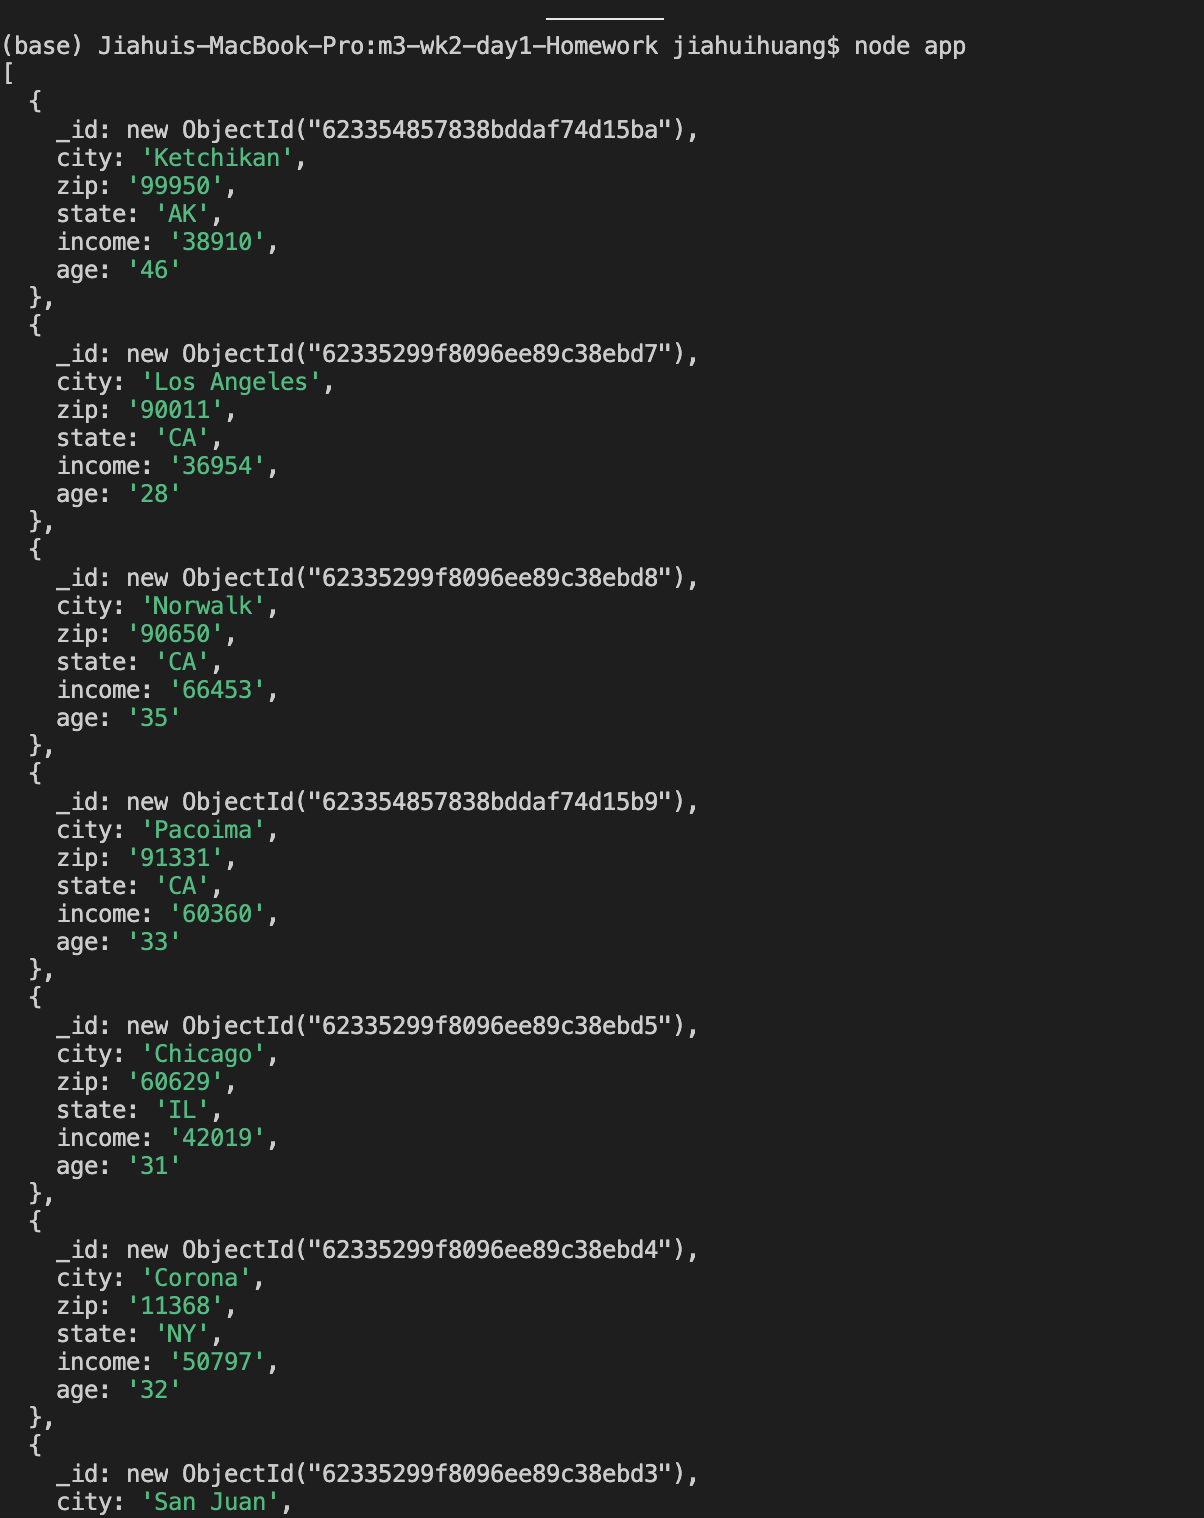 (base) Jiahuis-MacBook-Pro:m3-wk2-day1-Homework jiahuihuang$ node app
[
  {
    _id: new ObjectId("623354857838bddaf74d15ba"),
    city: 'Ketchikan',
    zip: '99950',
    state: 'AK',
    income: '38910',
    age: '46'
  },
  {
    _id: new ObjectId("62335299f8096ee89c38ebd7"),
    city: 'Los Angeles',
    zip: '90011',
    state: 'CA',
    income: '36954',
    age: '28'
  },
  {
    _id: new ObjectId("62335299f8096ee89c38ebd8"),
    city: 'Norwalk',
    zip: '90650',
    state: 'CA',
    income: '66453',
    age: '35'
  },
  {
    _id: new ObjectId("623354857838bddaf74d15b9"),
    city: 'Pacoima',
    zip: '91331',
    state: 'CA',
    income: '60360',
    age: '33'
  },
  {
    _id: new ObjectId("62335299f8096ee89c38ebd5"),
    city: 'Chicago',
    zip: '60629',
    state: 'IL',
    income: '42019',
    age: '31'
  },
  {
    _id: new ObjectId("62335299f8096ee89c38ebd4"),
    city: 'Corona',
    zip: '11368',
    state: 'NY',
    income: '50797',
    age: '32'
  },
  {
    _id: new ObjectId("62335299f8096ee89c38ebd3"),
    city: 'San Juan',